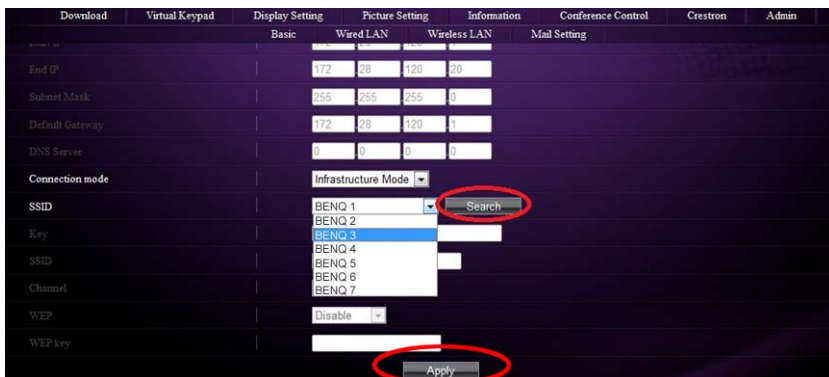 Download Virtual Keypad Display Setting Picture Setting Information Conference Control Crestron Admin
Basic Wired LAN Wireless LAN Mail Setting
End IP 172 28 120 20
Subnet Mask 255 255 255 0
Default Gateway 172 28 120 1
DNS Server 0 0 0 0
Connection mode Infrastructure Mode
SSID BENQ 1 Search
BENQ 2
Key BENQ 3
BENQ 4
SSID BENQ 5
BENQ 6
Channel BENQ 7
WEP Disable
WEP key
Apply